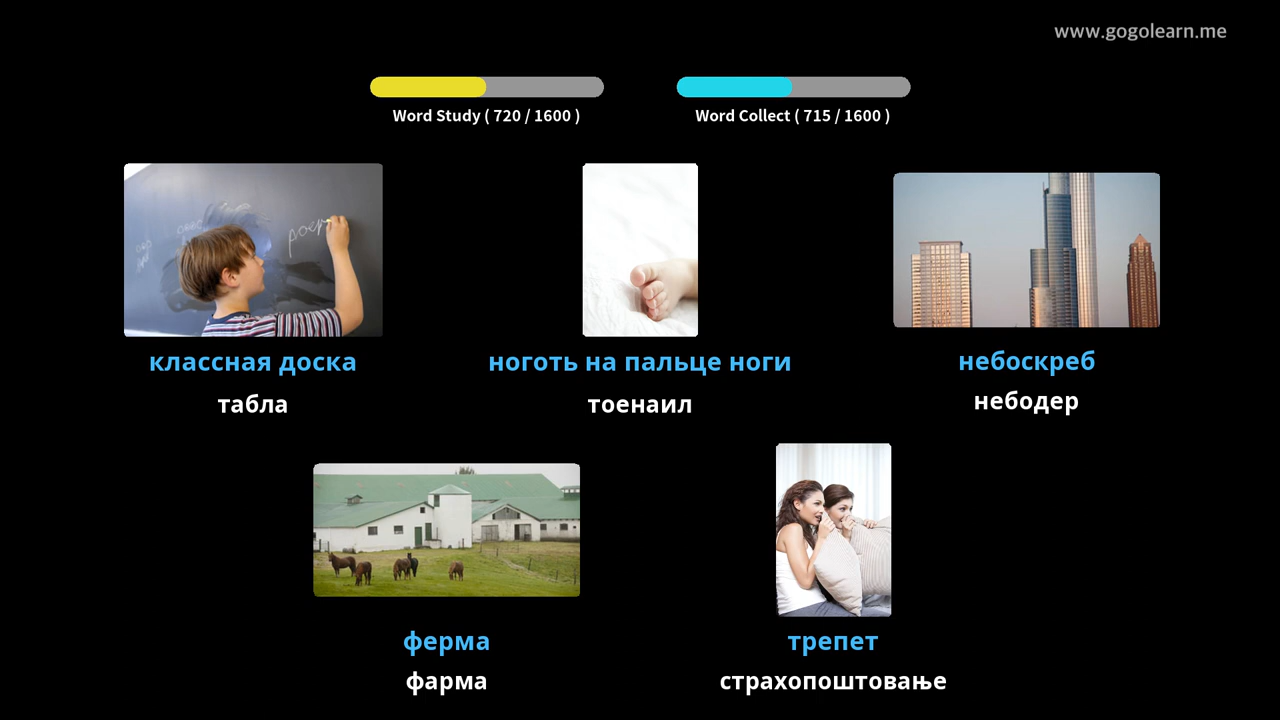 www.gogolearn.me
Word Study ( 720 / 1600 )
Word Collect ( 715 / 1600 )
poer
классная доска
ноготь на пальце ноги
небоскреб
табла
тоенаил
небодер
ферма
трепет
фарма
страхопоштовање